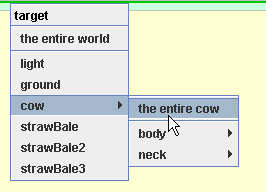 target
the entire world
light
ground
cow
the entire cow
strawBale
body
strawBale2
neck
strawBale3